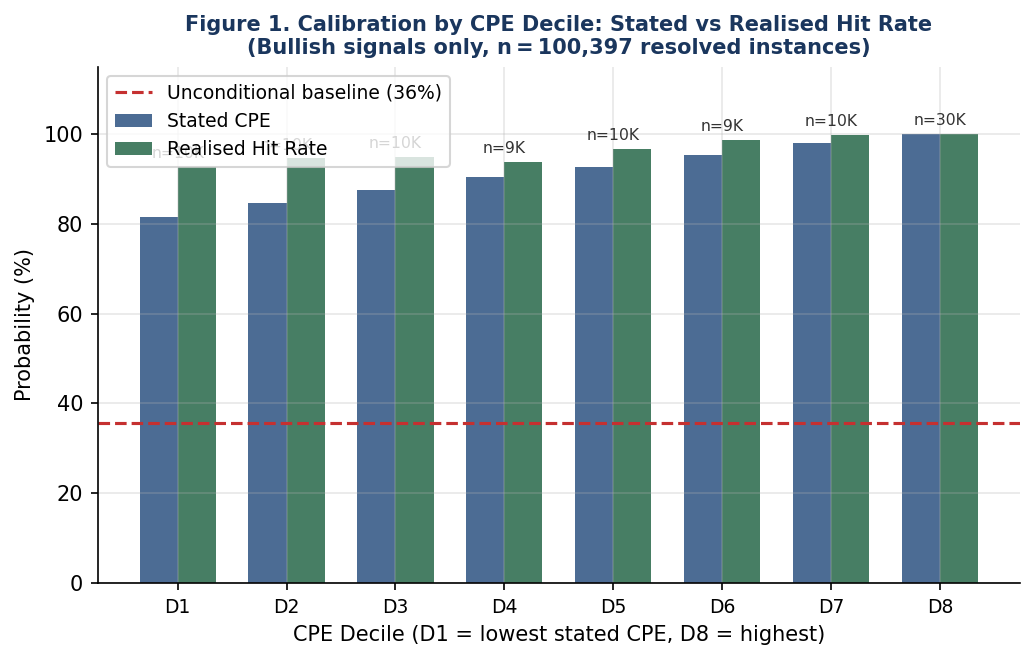 Figure 1. Calibration by CPE Decile: Stated vs Realised Hit Rate
(Bullish signals only, n = 100,397 resolved instances)
Unconditional baseline (36%)
Stated CPE
Realised Hit Rate
n=10K
n=9K
n=10K
n=9K
n=10K
n=30K
100
80
60
40
20
0
Probability (%)
D1 D2 D3 D4 D5 D6 D7 D8
CPE Decile (D1 = lowest stated CPE, D8 = highest)